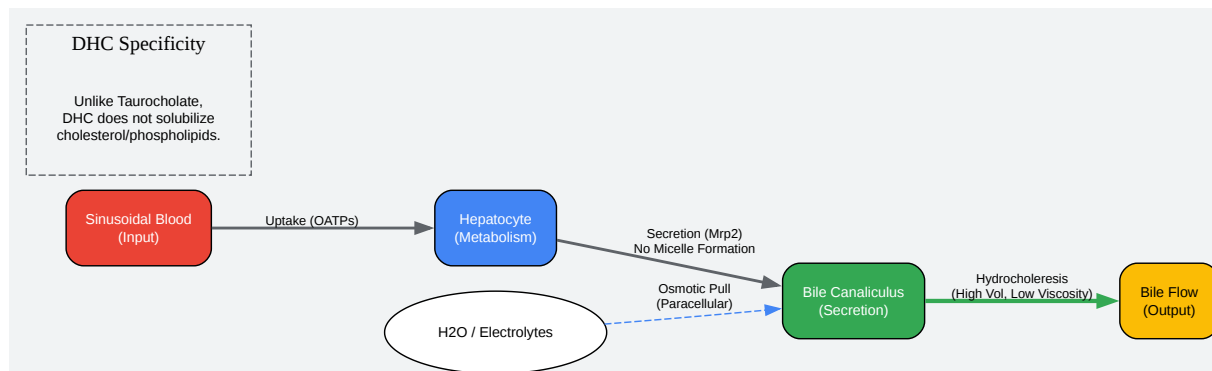 DHC Specificity
Unlike Taurocholate,
DHC does not solubilize
cholesterol/phospholipids.
Sinusoidal Blood
(Input)
Uptake (OATPs)
Hepatocyte
(Metabolism)
Secretion (Mrp2)
No Micelle Formation
Osmotic Pull
(Paracellular)
H2O / Electrolytes
Bile Canaliculus
(Secretion)
Hydrocholeresis
(High Vol, Low Viscosity)
Bile Flow
(Output)